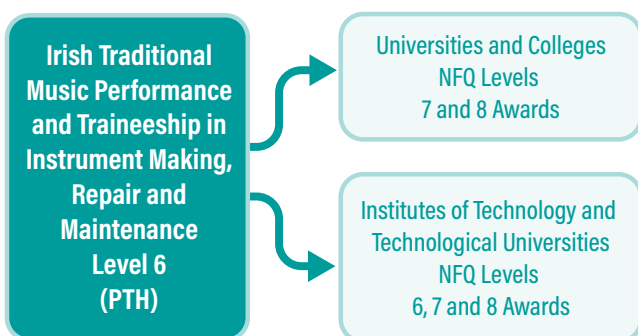 Irish Traditional
Music Performance
and Traineeship in
Instrument Making,
Repair and
Maintenance
Level 6
(PTH)
Universities and Colleges
NFQ Levels
7 and 8 Awards
Institutes of Technology and
Technological Universities
NFQ Levels
6, 7 and 8 Awards